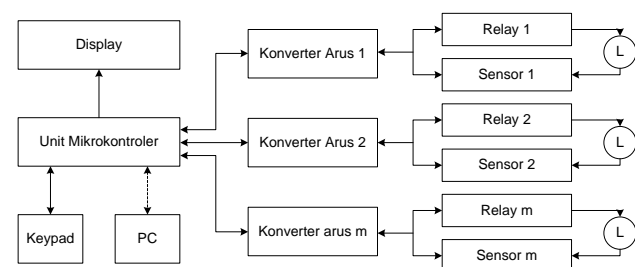 Display
Konverter Arus 1
Relay 1
L
Sensor 1
Unit Mikrokontroler
Konverter Arus 2
Relay 2
L
Sensor 2
Keypad
PC
Konverter arus m
Relay m
L
Sensor m